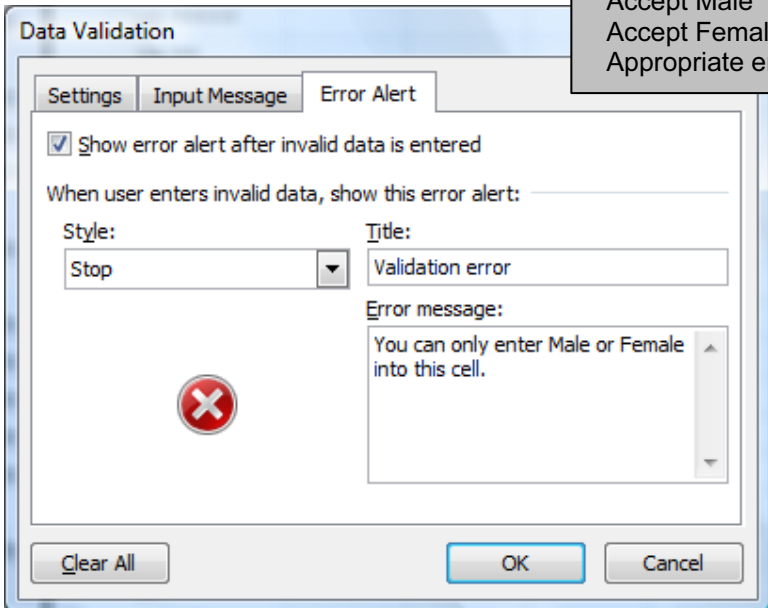 Accept Male
Data Validation
Accept
Appropriate
Settings Input Message Error Alert
Show error alert after invalid data is entered
When user enters invalid data, show this error alert:
Style: Title:
Stop Validation error
Error message:
You can only enter Male or Female
into this cell.
Clear All OK Cancel